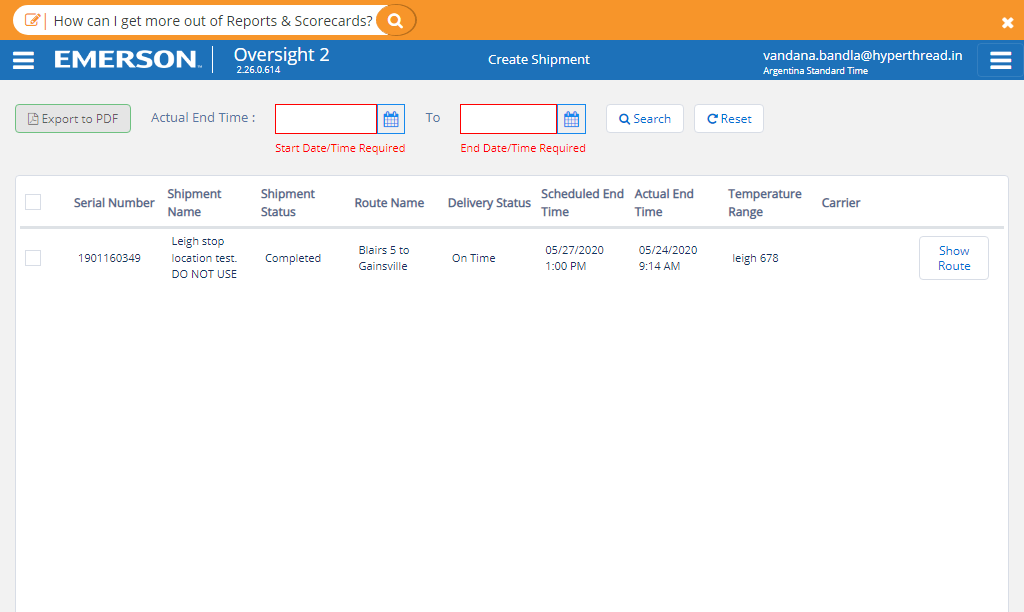 How can I get more out of Reports & Scorecards?
EMERSON™ Oversight 2
2.26.0.614
Create Shipment
vandana.bandla@hyperthread.in
Argentina Standard Time
Export to PDF Actual End Time : To Search Reset
Start Date/Time Required End Date/Time Required
Serial Number Shipment Name Shipment Status Route Name Delivery Status Scheduled End Time Actual End Time Temperature Range Carrier
1901160349 Leigh stop location test. DO NOT USE Completed Blairs 5 to Gainsville On Time 05/27/2020 1:00 PM 05/24/2020 9:14 AM leigh 678 Show Route